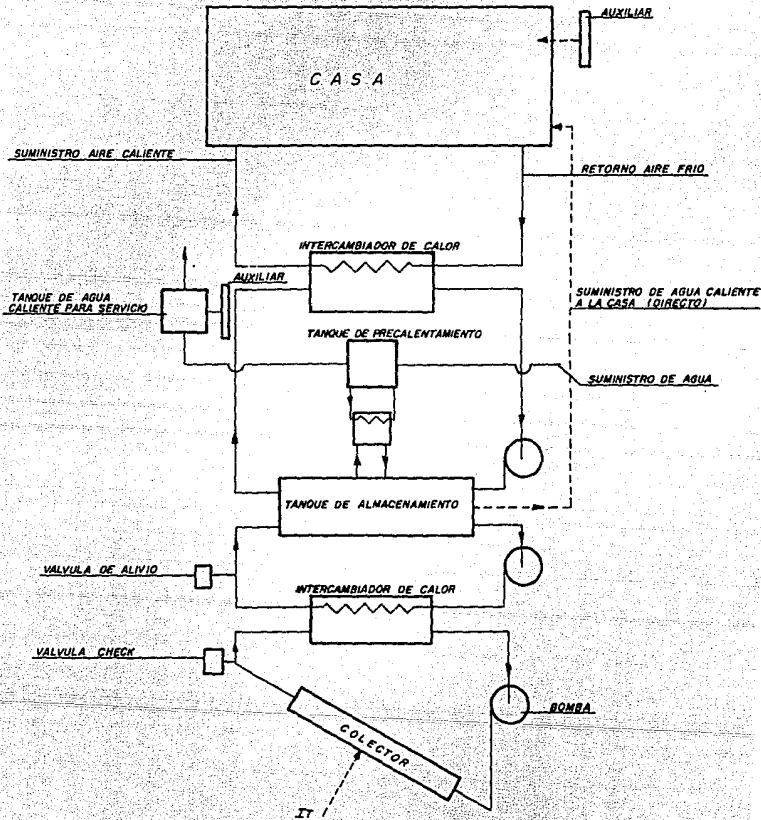 AUXILIAR
CASA
SUMINISTRO AIRE CALIENTE
RETORNO AIRE FRIO
INTERCAMBIADOR DE CALOR
AUXILIAR
TANQUE DE AGUA
CALIENTE PARA SERVICIO
SUMINISTRO DE AGUA CALIENTE
A LA CASA (DIRECTO)
TANQUE DE PRECALENTAMIENTO
SUMINISTRO DE AGUA
TANQUE DE ALMACENAMIENTO
VALVULA DE ALIVIO
INTERCAMBIADOR DE CALOR
VALVULA CHECK
BOMBA
COLECTOR
IT